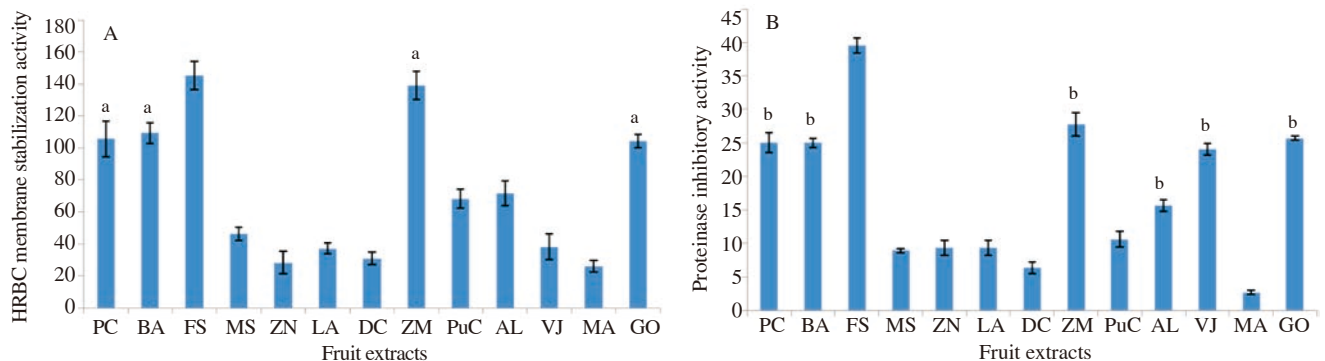 A
HRBC membrane stabilization activity
180
160
140
120
100
80
60
40
20
0
a a a a
PC BA FS MS ZN LA DC ZM PuC AL VJ MA GO
Fruit extracts
B
Proteinase inhibitory activity
45
40
35
30
25
20
15
10
5
0
b b b b b b
PC BA FS MS ZN LA DC ZM PuC AL VJ MA GO
Fruit extracts